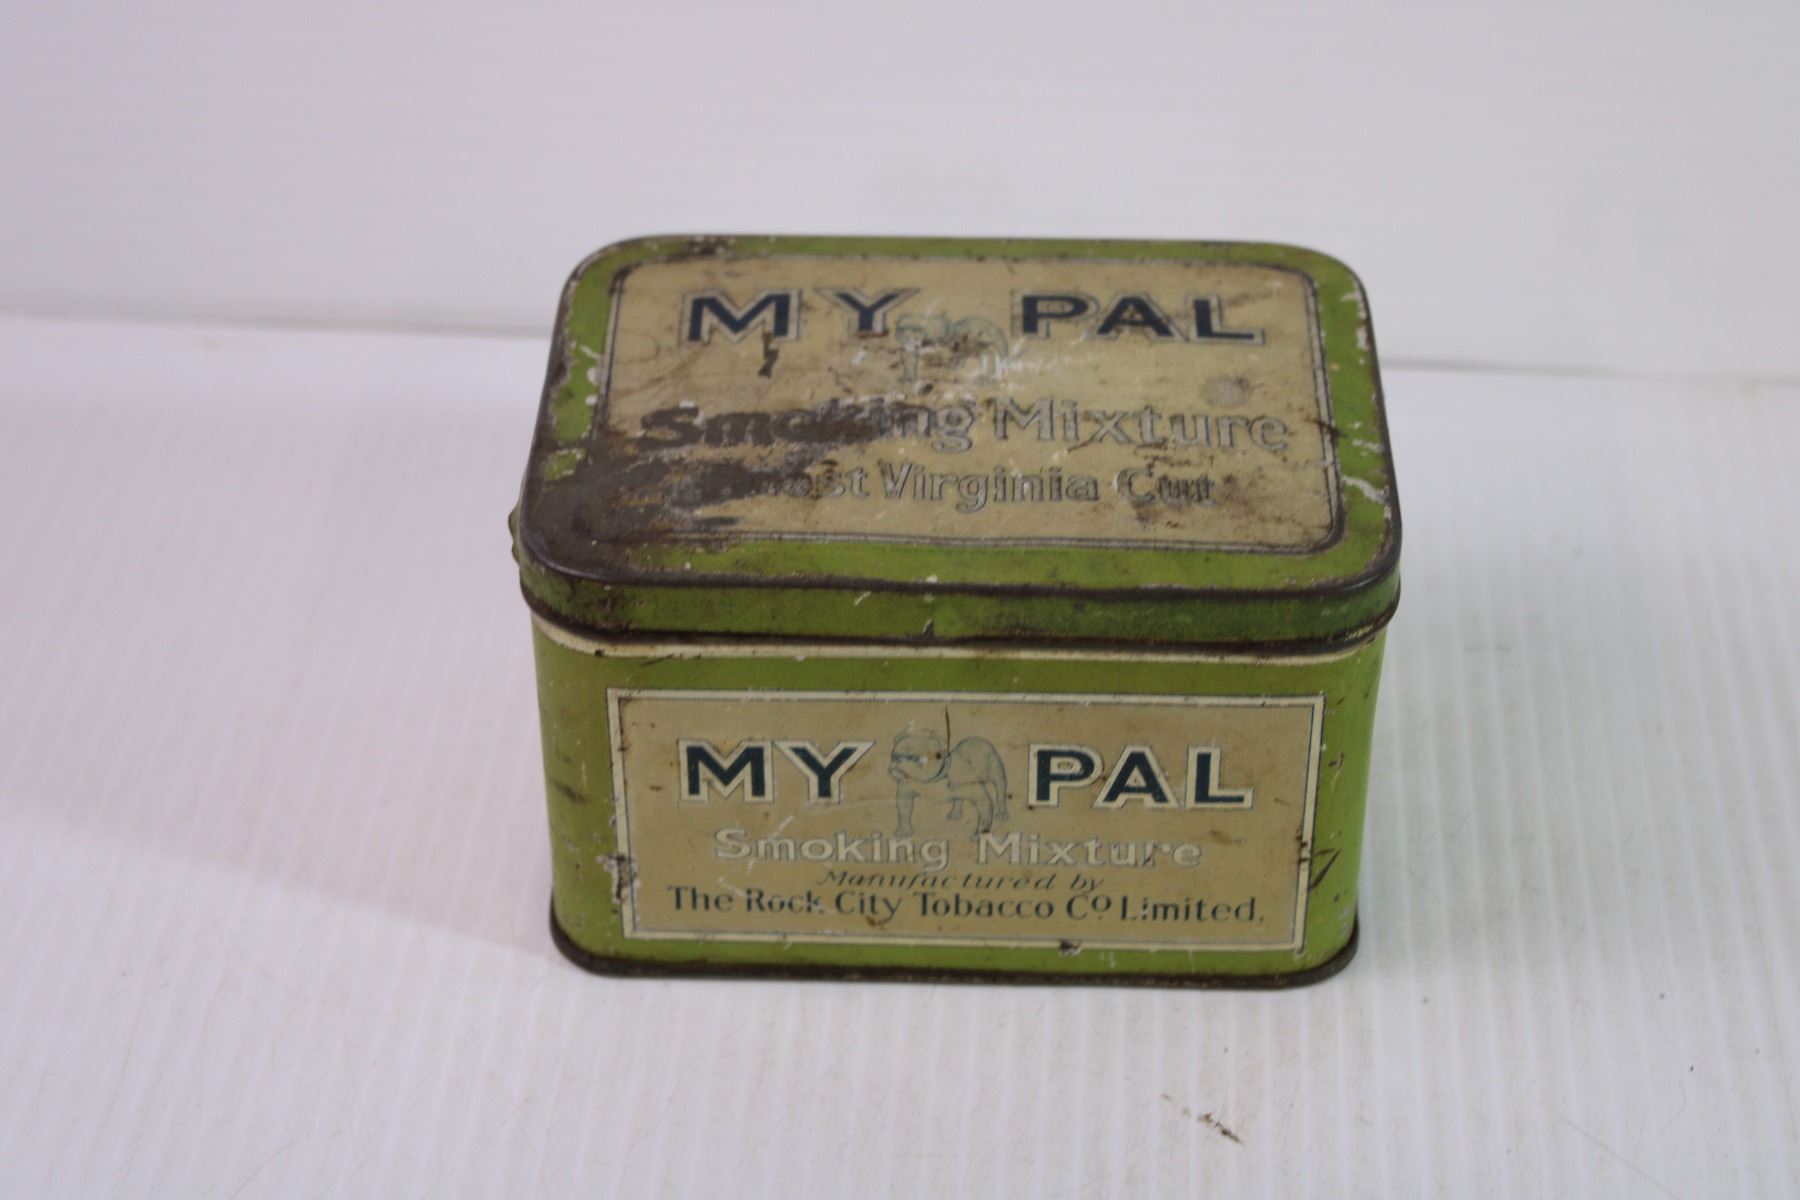 MY PAL
Smoking Mixture
Virginia Cut
MY PAL
Smoking Mixture
Manufactured by
The Rock City Tobacco Co Limited.